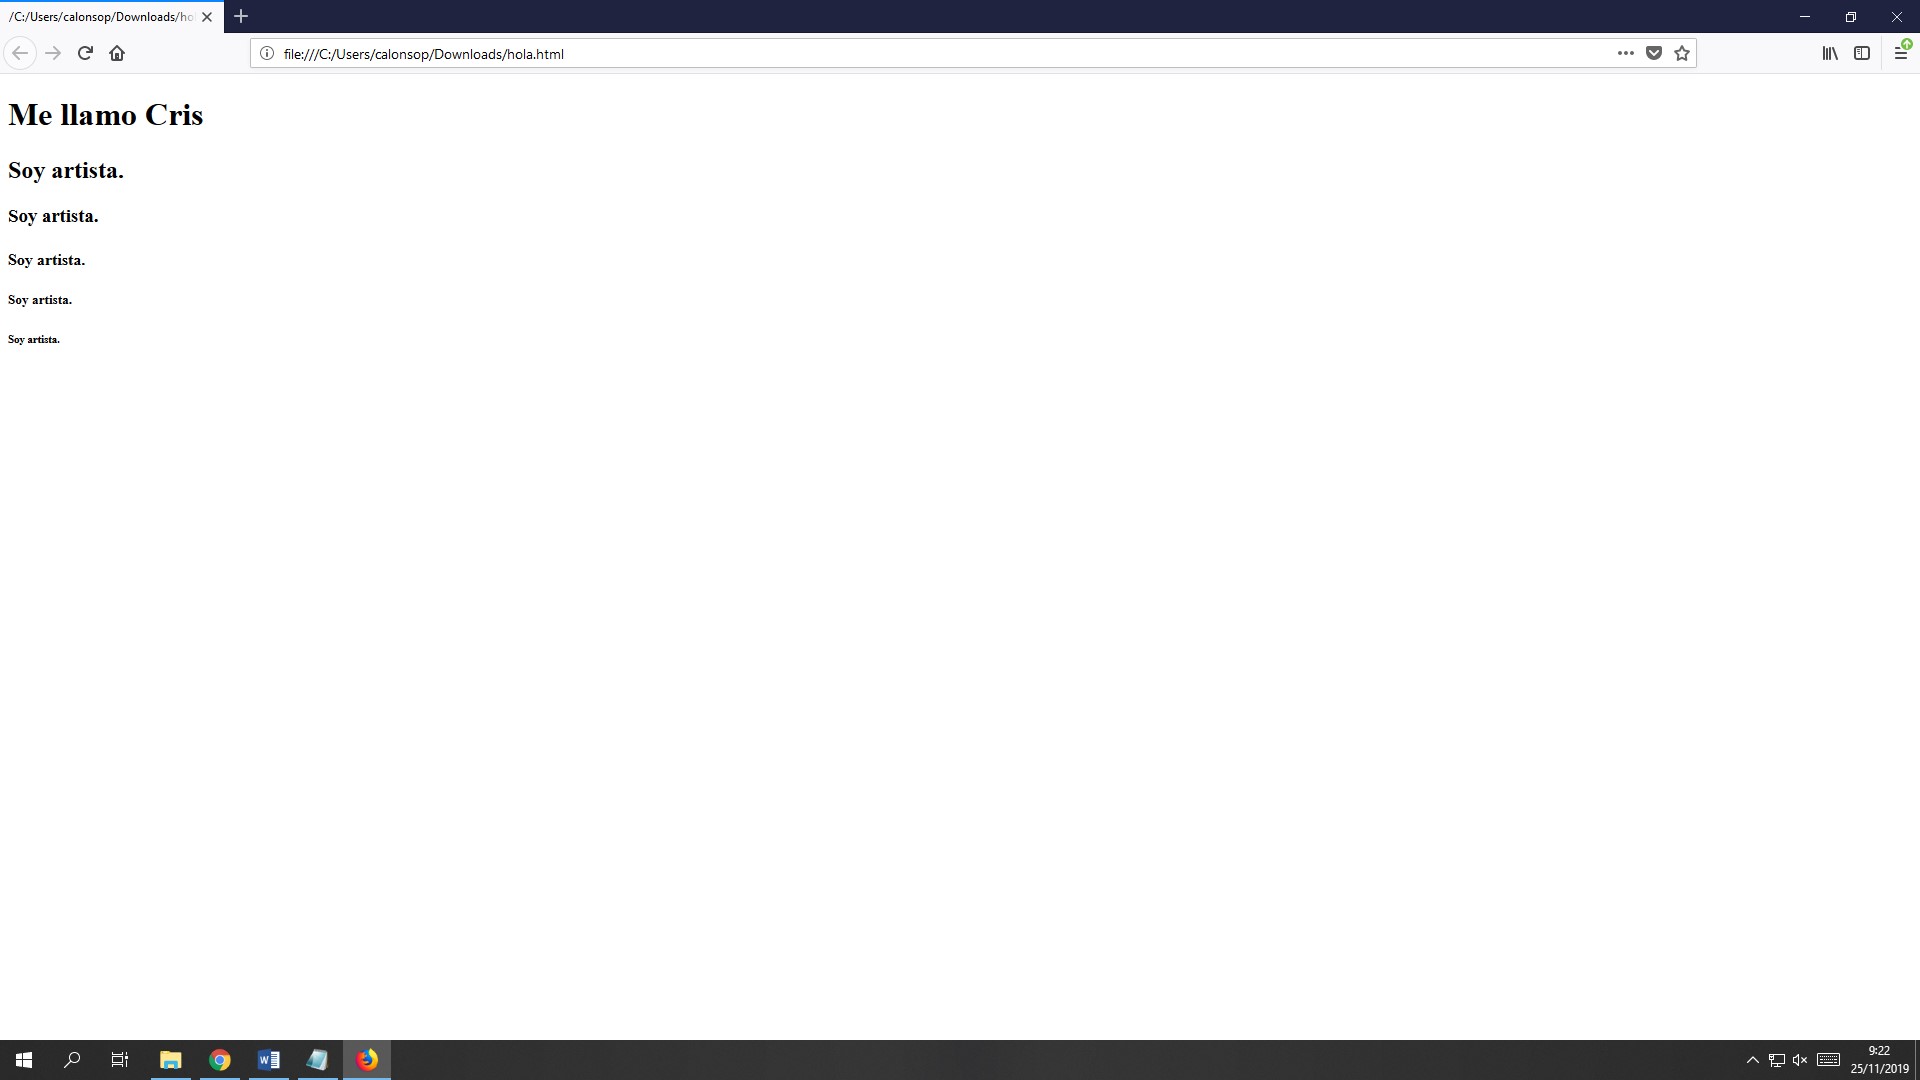 /C:/Users/calonsop/Downloads/ho
file:///C:/Users/calonsop/Downloads/hola.html
Me llamo Cris
Soy artista.
Soy artista.
Soy artista.
Soy artista.
Soy artista.
9:22
25/11/2019